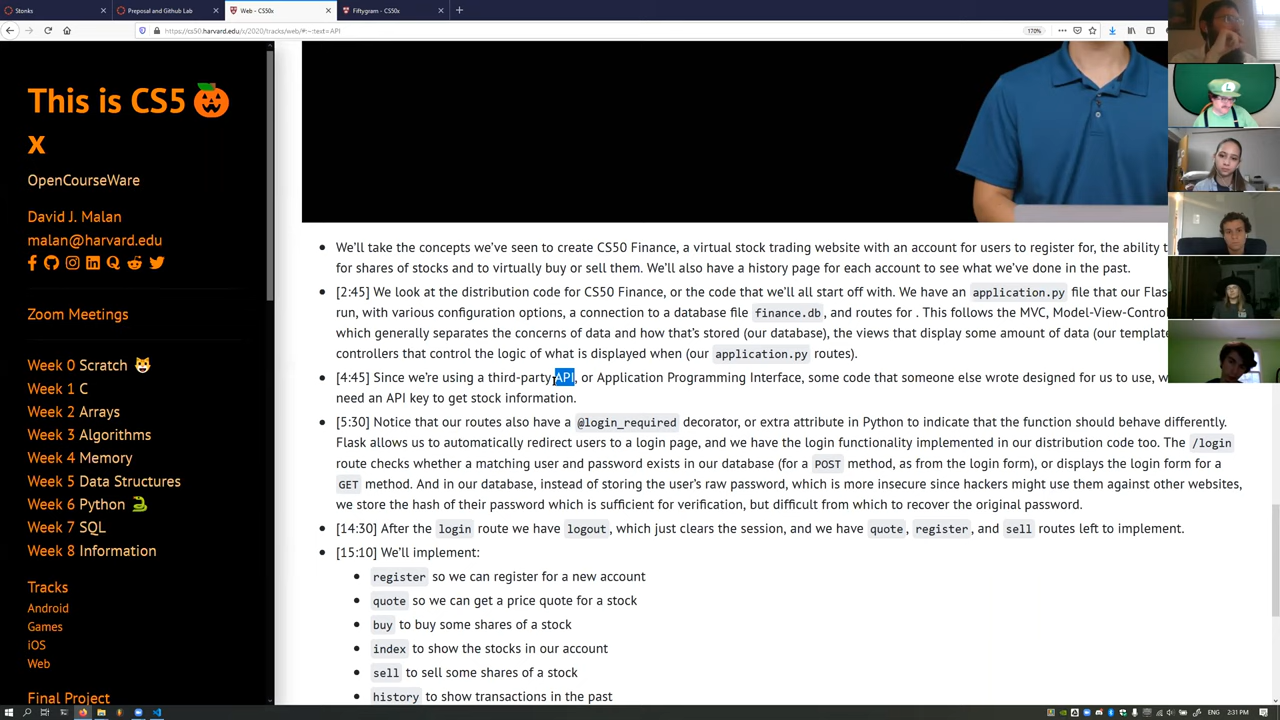 Stonks
Preposal and Github Lab
Web - CS50x
Fiftygram - CS50x
https://cs50.harvard.edu/x/2020/tracks/web/#:~:text=API
170%
This is CS5
x
OpenCourseWare
David J. Malan
malan@harvard.edu
Zoom Meetings
Week 0 Scratch
Week 1 C
Week 2 Arrays
Week 3 Algorithms
Week 4 Memory
Week 5 Data Structures
Week 6 Python
Week 7 SQL
Week 8 Information
Tracks
Android
Games
iOS
Web
Final Project
We'll take the concepts we've seen to create CS50 Finance, a virtual stock trading website with an account for users to register for, the ability t
for shares of stocks and to virtually buy or sell them. We'll also have a history page for each account to see what we've done in the past.
[2:45] We look at the distribution code for CS50 Finance, or the code that we'll all start off with. We have an application.py file that our Flas
run, with various configuration options, a connection to a database file finance.db, and routes for . This follows the MVC, Model-View-Control
which generally separates the concerns of data and how that's stored (our database), the views that display some amount of data (our template
controllers that control the logic of what is displayed when (our application.py routes).
[4:45] Since we're using a third-party API, or Application Programming Interface, some code that someone else wrote designed for us to use, w
need an API key to get stock information.
[5:30] Notice that our routes also have a @login_required decorator, or extra attribute in Python to indicate that the function should behave differently.
Flask allows us to automatically redirect users to a login page, and we have the login functionality implemented in our distribution code too. The /login
route checks whether a matching user and password exists in our database (for a POST method, as from the login form), or displays the login form for a
GET method. And in our database, instead of storing the user's raw password, which is more insecure since hackers might use them against other websites,
we store the hash of their password which is sufficient for verification, but difficult from which to recover the original password.
[14:30] After the login route we have logout, which just clears the session, and we have quote, register, and sell routes left to implement.
[15:10] We'll implement:
register so we can register for a new account
quote so we can get a price quote for a stock
buy to buy some shares of a stock
index to show the stocks in our account
sell to sell some shares of a stock
history to show transactions in the past
ENG
2:31 PM